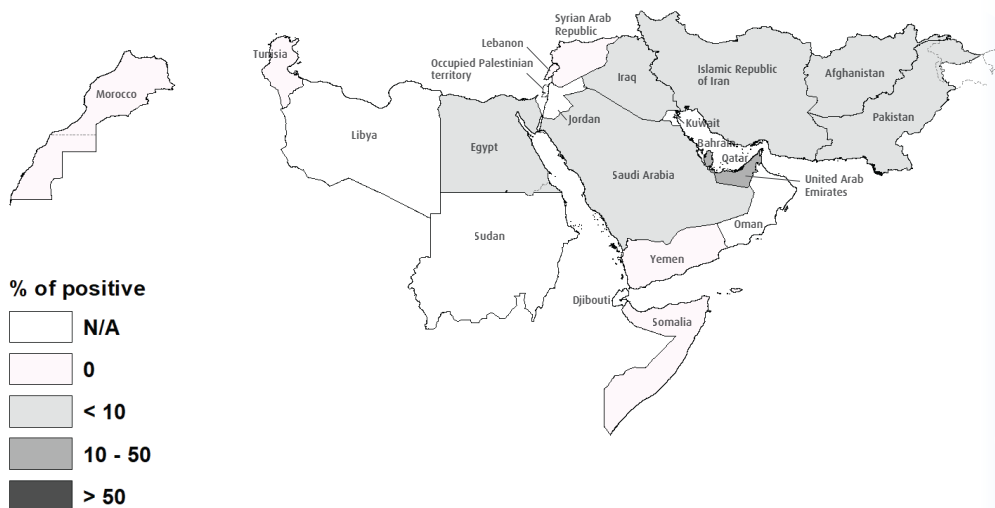 Syrian Arab
Republic
Lebanon
Tunisia
Occupied Palestinian
territory
Iraq
Islamic Republic
of Iran
Afghanistan
Morocco
Pakistan
Jordan
Kuwait
Libya
Egypt
Bahrain
Qatar
Saudi Arabia
United Arab
Emirates
Oman
Sudan
Yemen
Djibouti
Somalia
% of positive
N/A
0
< 10
10 - 50
> 50